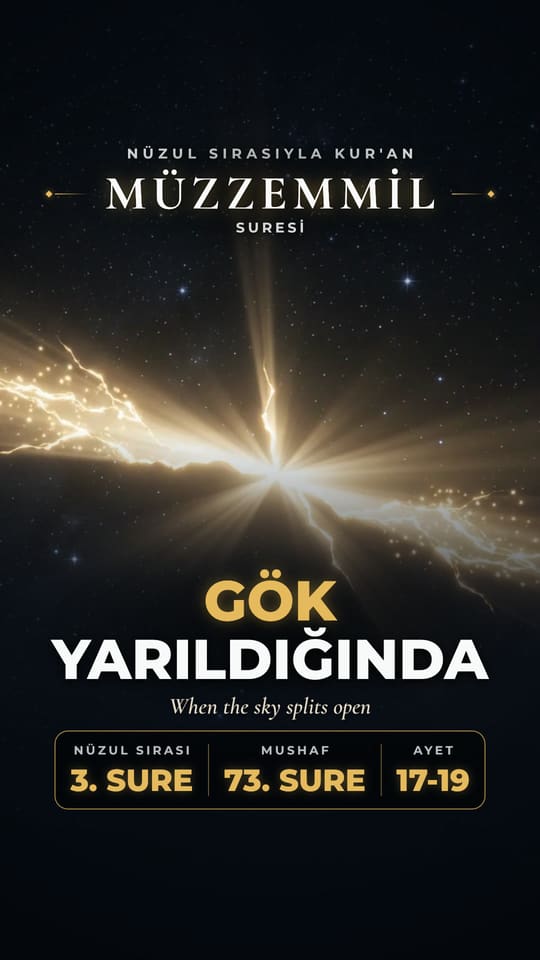 NÜZUL SIRASIYLA KUR'AN
MÜZZEMMİL
SURESİ
GÖK
YARILDIĞINDA
When the sky splits open
NÜZUL SIRASI MUSHAF AYET
3. SURE 73. SURE 17-19